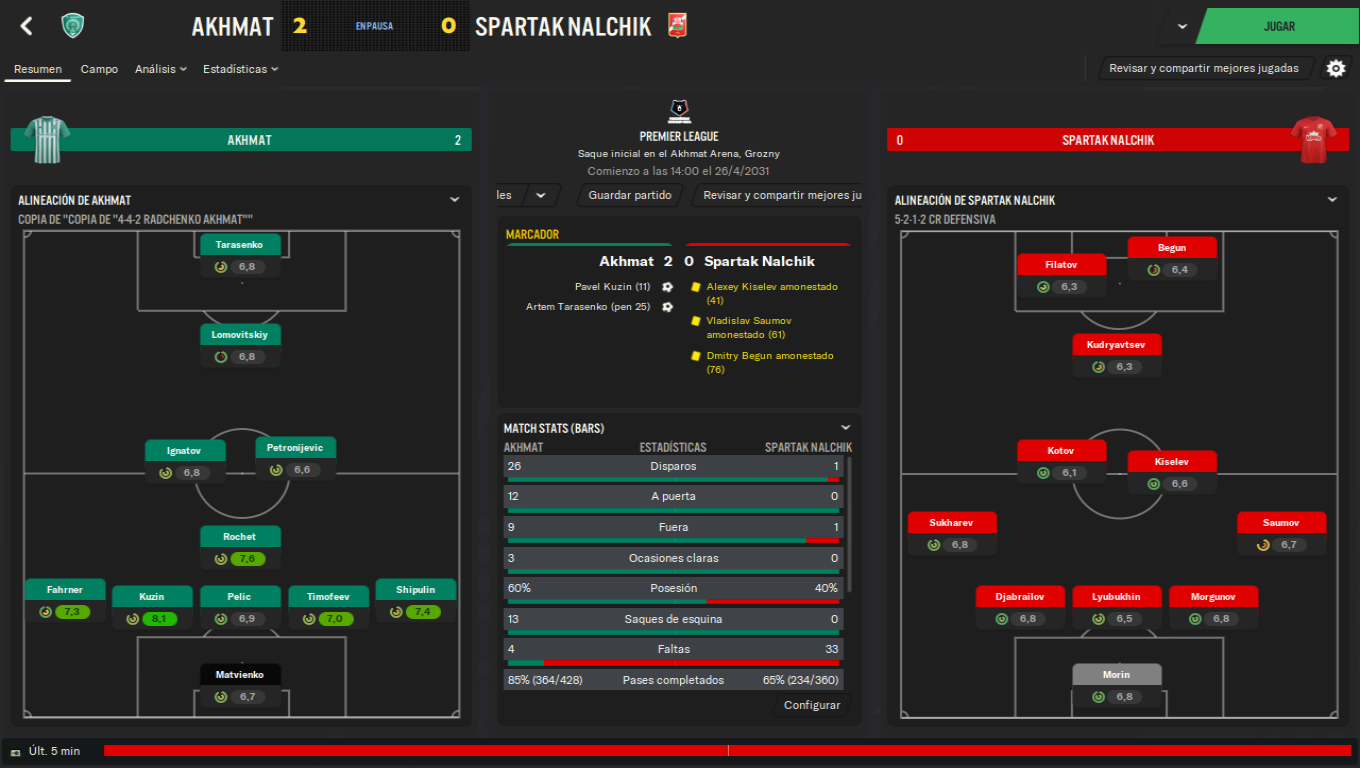 AKHMAT 2 EN PAUSA 0 SPARTAK NALCHIK
JUGAR
Resumen Campo Análisis Estadísticas
Revisar y compartir mejores jugadas
AKHMAT 2
PREMIER LEAGUE
Saque inicial en el Akhmat Arena, Grozny
Comienzo a las 14:00 el 26/4/2031
les Guardar partido Revisar y compartir mejores ju
0 SPARTAK NALCHIK
ALINEACIÓN DE AKHMAT
COPIA DE "COPIA DE "4-4-2 RADCHENKO AKHMAT""
Tarasenko
6,8
Lomovitskiy
6,8
Ignatov
6,8
Petronijevic
6,6
Rochet
7,6
Fahrner
7,3
Kuzin
8,1
Pelic
6,9
Timofeev
7,0
Shipulin
7,4
Matvienko
6,7
MARCADOR
Akhmat 2 0 Spartak Nalchik
Pavel Kuzin (11)
Artem Tarasenko (pen 25)
Alexey Kiselev amonestado
(41)
Vladislav Saumov
amonestado (61)
Dmitry Begun amonestado
(76)
MATCH STATS (BARS)
AKHMAT ESTADÍSTICAS SPARTAK NALCHIK
26 Disparos 1
12 A puerta 0
9 Fuera 1
3 Ocasiones claras 0
60% Posesión 40%
13 Saques de esquina 0
4 Faltas 33
85% (364/428) Pases completados 65% (234/360)
Configurar
ALINEACIÓN DE SPARTAK NALCHIK
5-2-1-2 CR DEFENSIVA
Filatov
6,3
Begun
6,4
Kudryavtsev
6,3
Kotov
6,1
Kiselev
6,6
Sukharev
6,8
Saumov
6,7
Djabrailov
6,8
Lyubukhin
6,5
Morgunov
6,8
Morin
6,8
Últ. 5 min